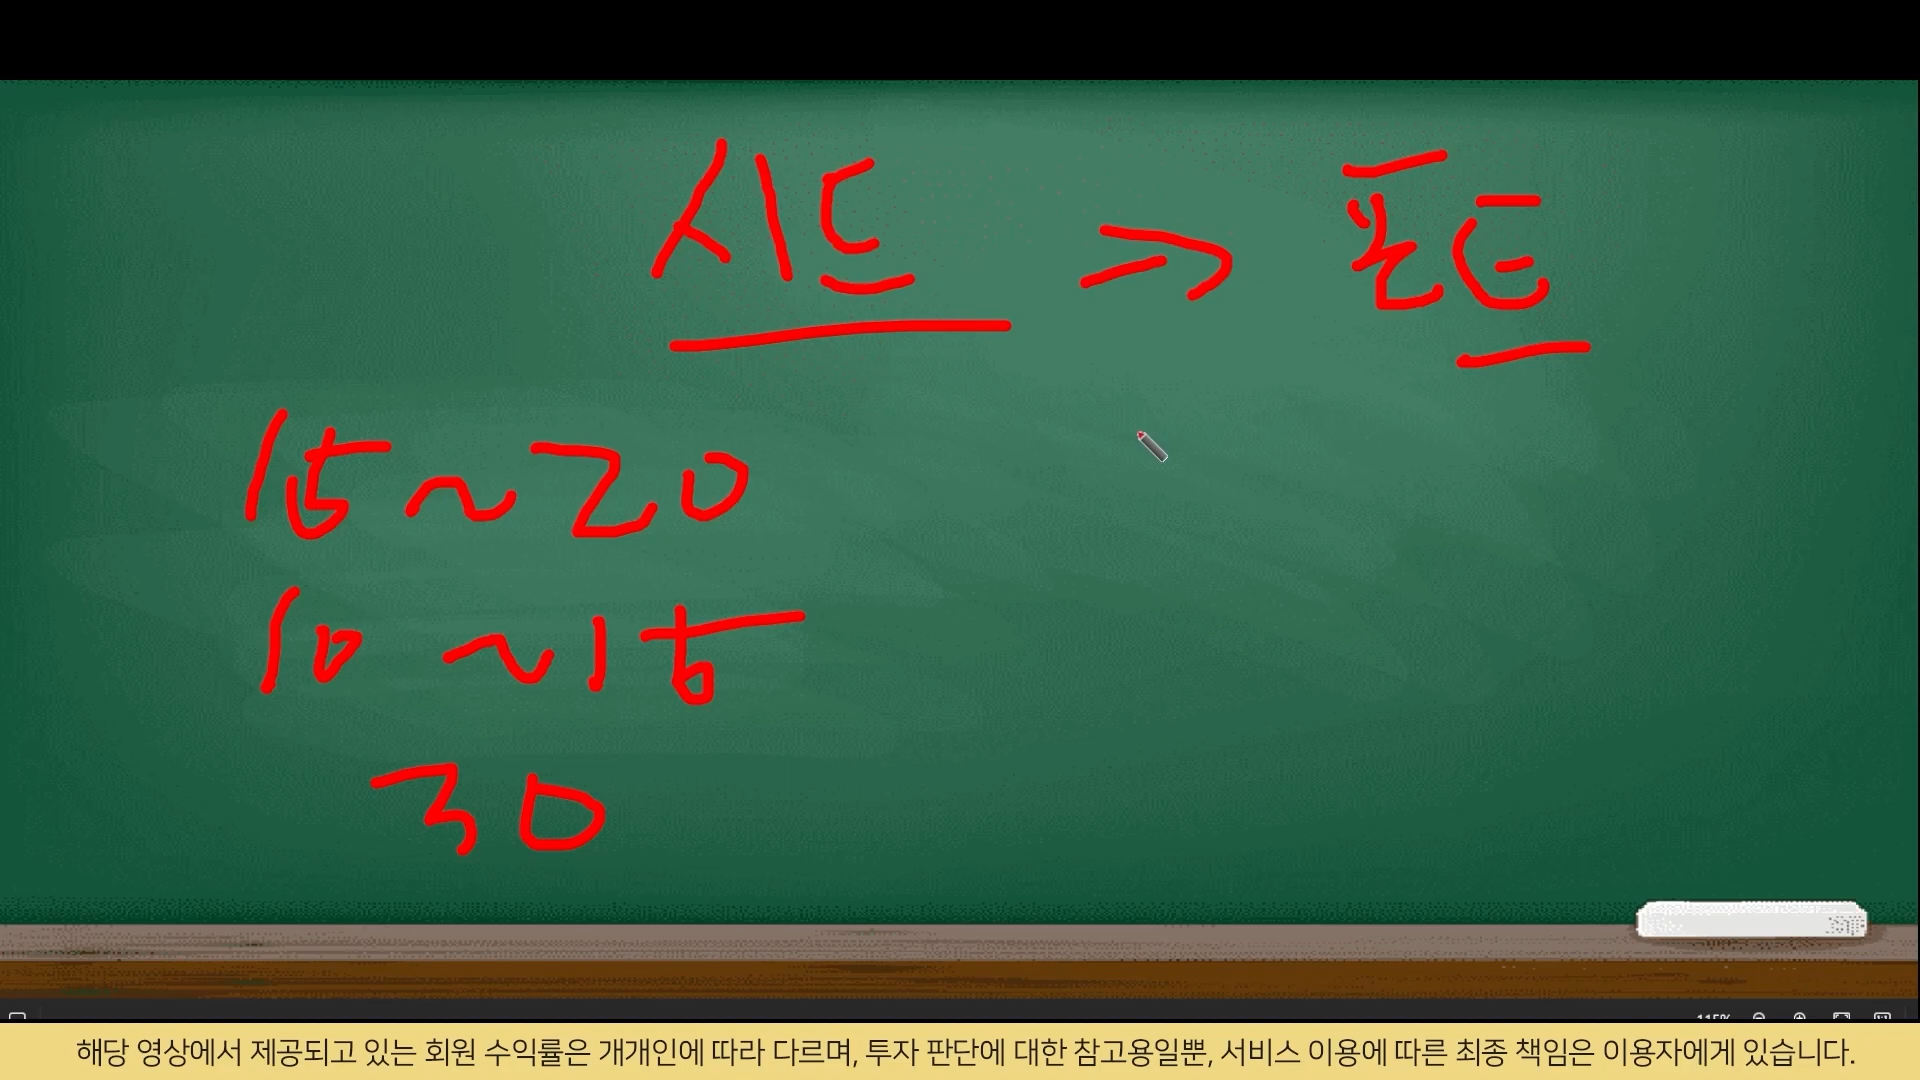 시드 ⇒ 멘트
15~20
10~15
30
115%
해당 영상에서 제공되고 있는 회원 수익률은 개개인에 따라 다르며, 투자 판단에 대한 참고용일뿐, 서비스 이용에 따른 최종 책임은 이용자에게 있습니다.